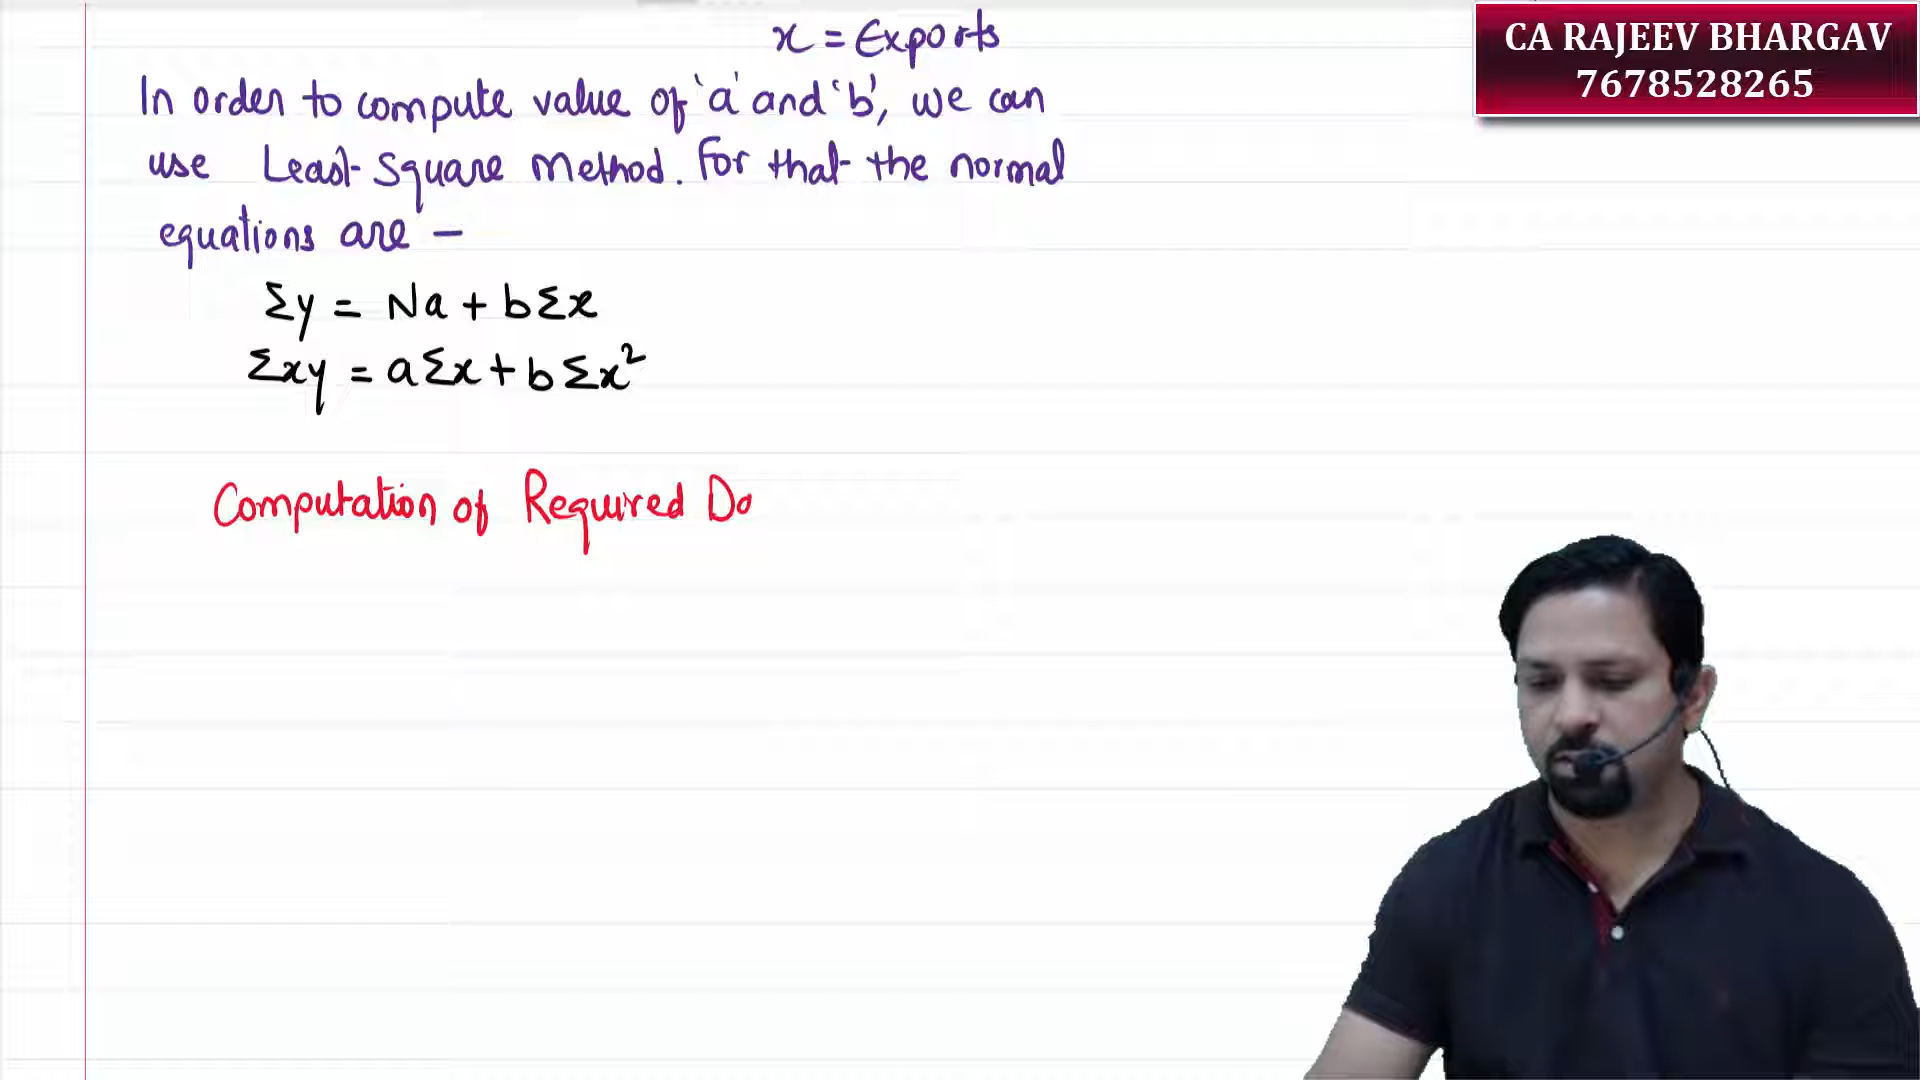 x = Exports
CA RAJEEV BHARGAV
7678528265
In order to compute value of 'a' and 'b', we can
use Least-Square Method. For that the normal
equations are –
Σy = Na + bΣx
Σxy = aΣx + bΣx²
Computation of Required Da